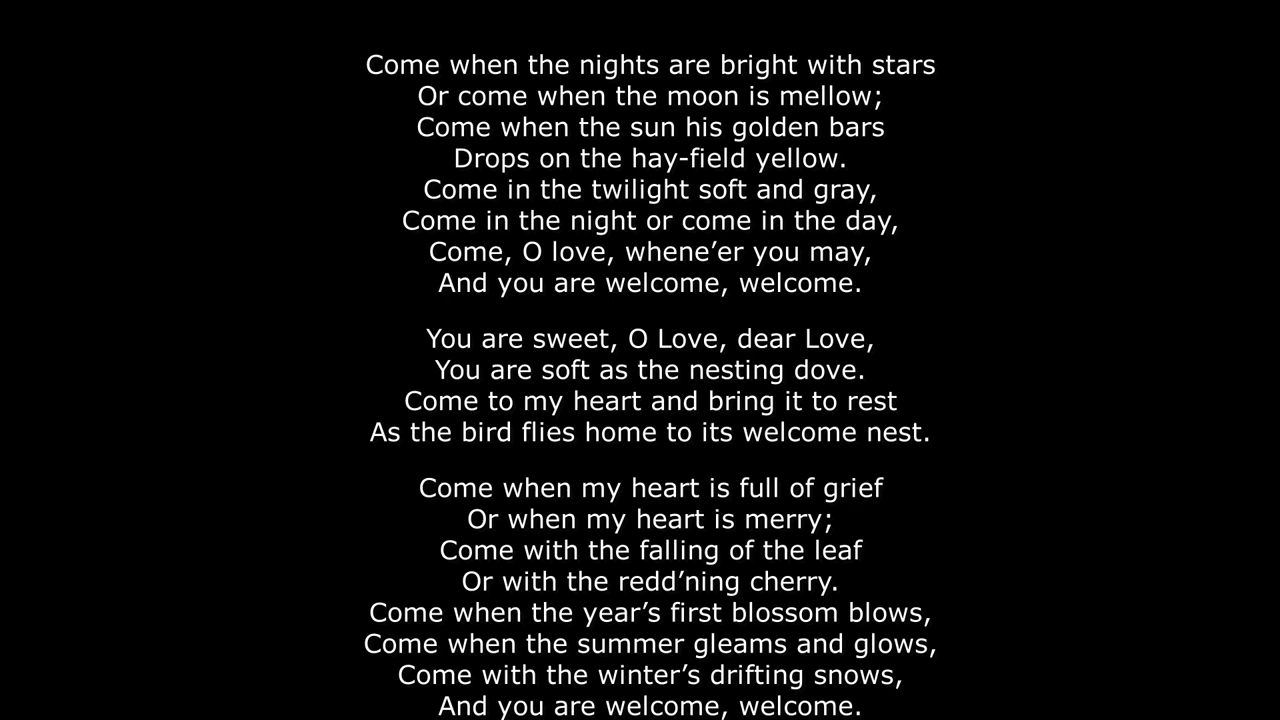 Come when the nights are bright with stars
Or come when the moon is mellow;
Come when the sun his golden bars
Drops on the hay-field yellow.
Come in the twilight soft and gray,
Come in the night or come in the day,
Come, O love, whene’er you may,
And you are welcome, welcome.
You are sweet, O Love, dear Love,
You are soft as the nesting dove.
Come to my heart and bring it to rest
As the bird flies home to its welcome nest.
Come when my heart is full of grief
Or when my heart is merry;
Come with the falling of the leaf
Or with the redd’ning cherry.
Come when the year’s first blossom blows,
Come when the summer gleams and glows,
Come with the winter’s drifting snows,
And you are welcome, welcome.